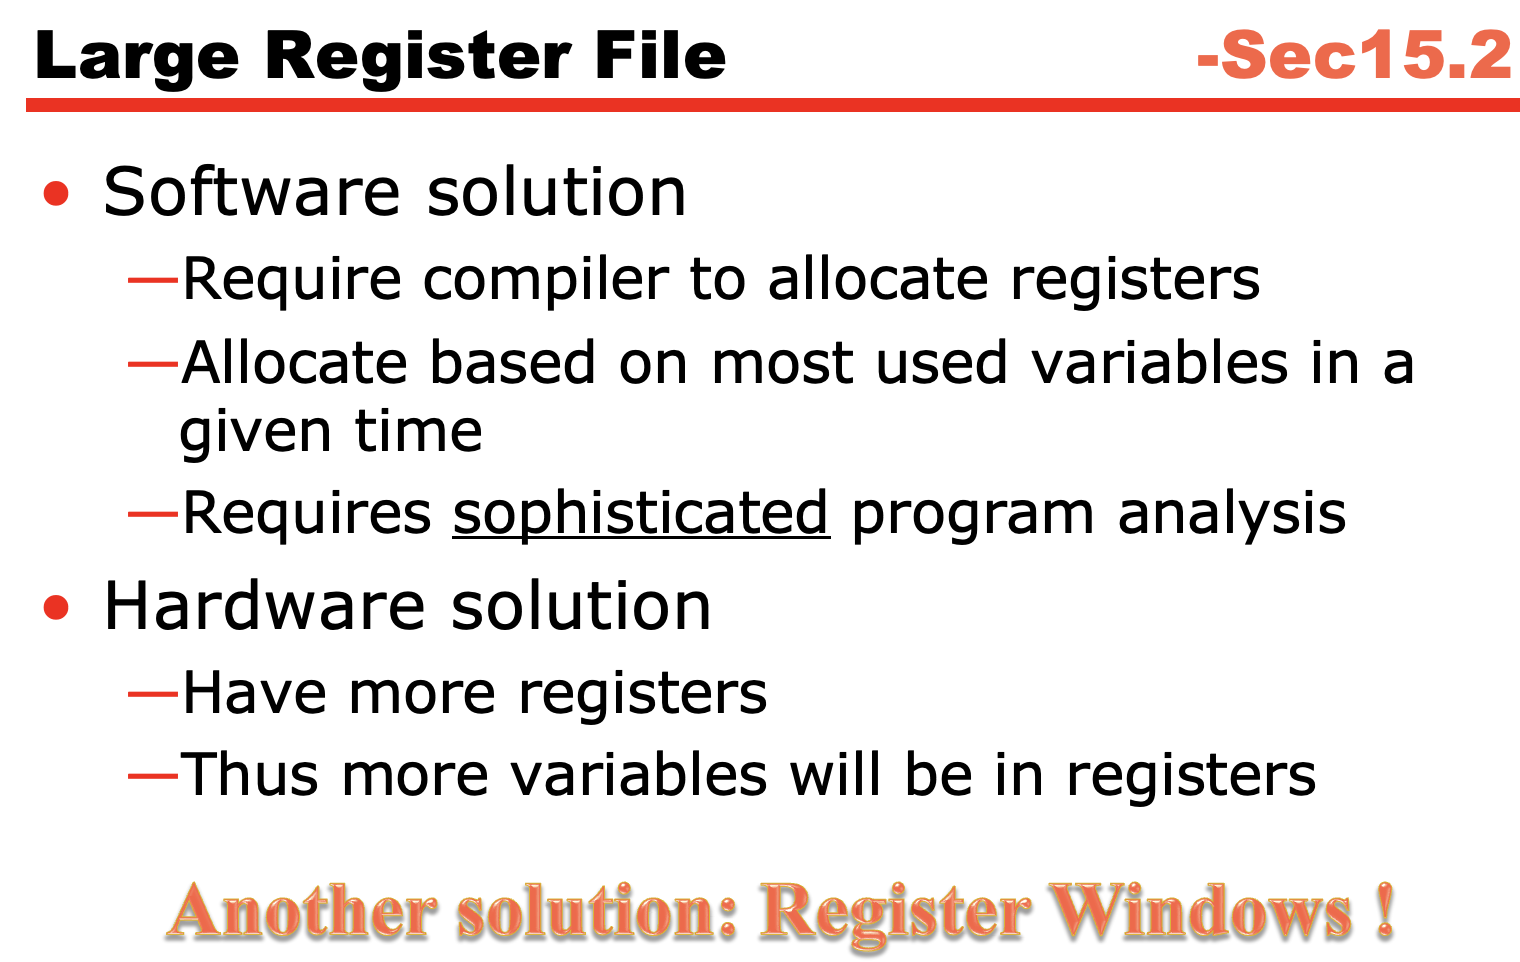 Large Register File -Sec15.2
• Software solution
—Require compiler to allocate registers
—Allocate based on most used variables in a
given time
—Requires sophisticated program analysis
• Hardware solution
—Have more registers
—Thus more variables will be in registers
Another solution: Register Windows !